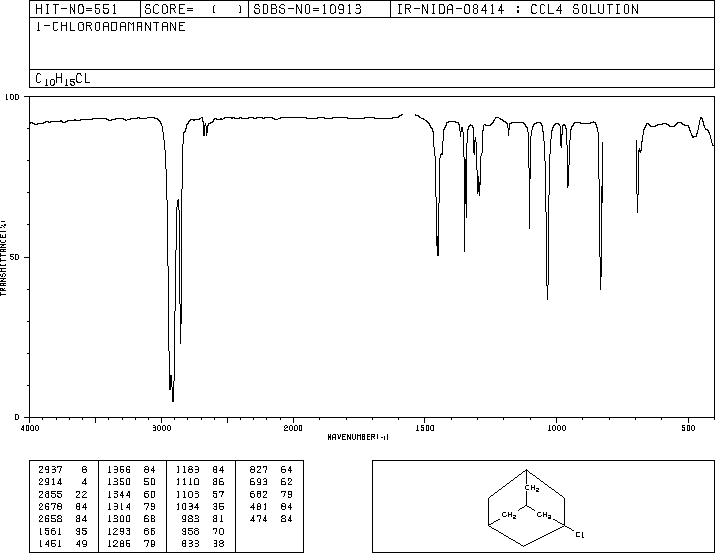 HIT-NO=551 SCORE= ( ) SDBS-NO=10913 IR-NIDA-08414 : CCL4 SOLUTION
1-CHLOROADAMANTANE
C10H15CL
100
50
0
TRANSMITTANCE(%)
4000 3000 2000 1500 1000 500
WAVENUMBER(-1)
2937 8 1366 84 1183 84 827 64
2914 4 1350 50 1110 86 693 62
2855 22 1344 60 1103 57 682 79
2678 84 1314 79 1034 35 481 84
2658 84 1300 68 983 81 474 84
1561 95 1293 66 956 70
1451 49 1286 79 833 38
CH2
CH2 CH2
Cl